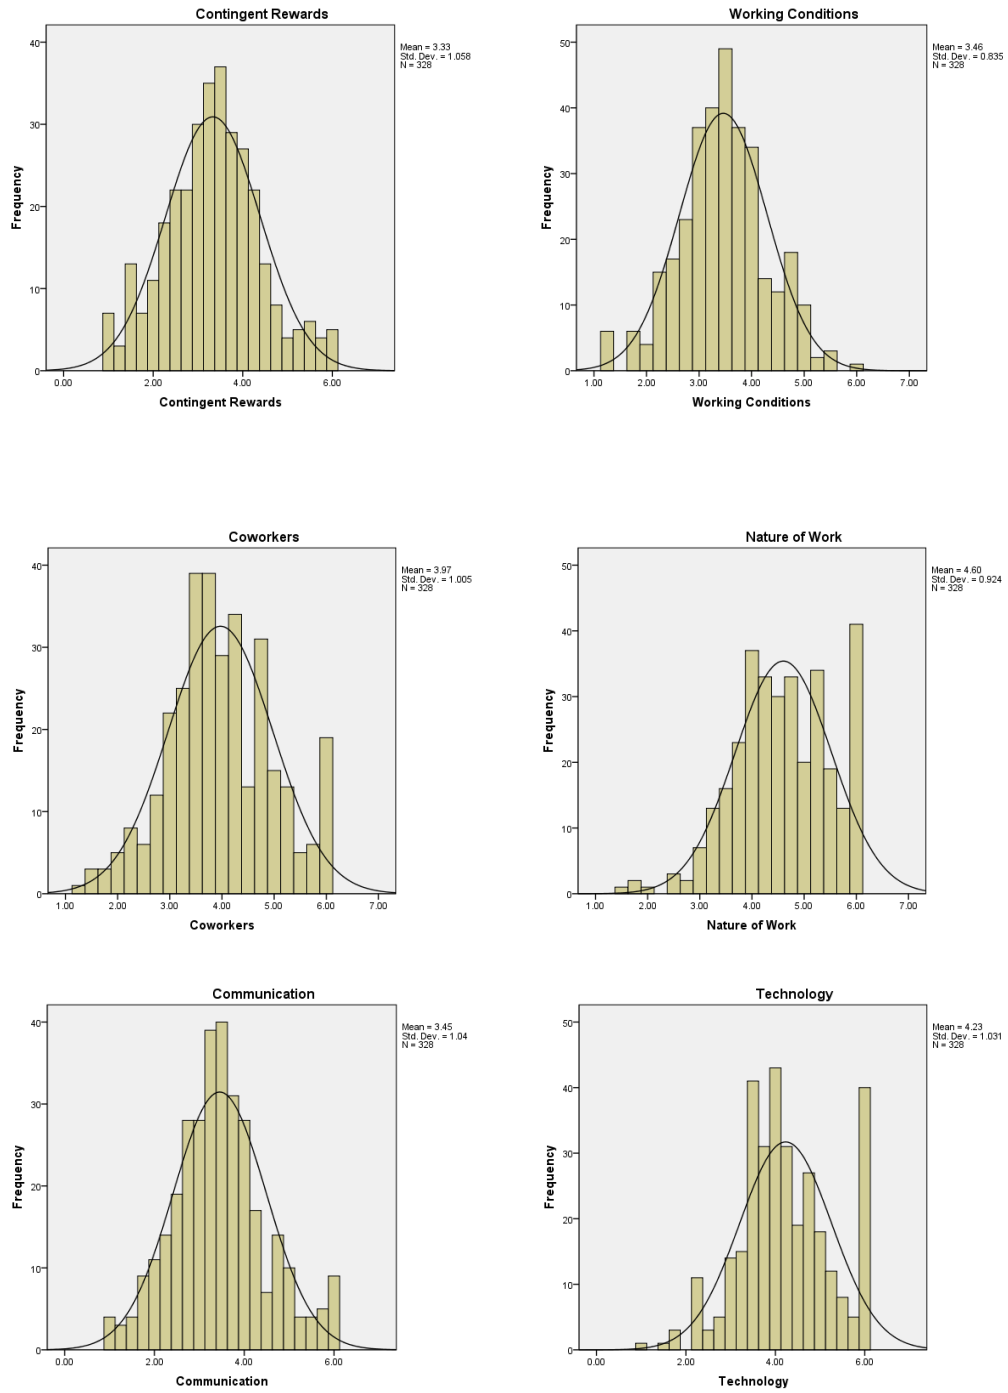 Contingent Rewards
Mean = 3.33
Std. Dev. = 1.058
N = 328
Frequency
40
30
20
10
0
0.00 2.00 4.00 6.00
Contingent Rewards
Working Conditions
Mean = 3.46
Std. Dev. = 0.835
N = 328
Frequency
50
40
30
20
10
0
1.00 2.00 3.00 4.00 5.00 6.00 7.00
Working Conditions
Coworkers
Mean = 3.97
Std. Dev. = 1.005
N = 328
Frequency
40
30
20
10
0
1.00 2.00 3.00 4.00 5.00 6.00 7.00
Coworkers
Nature of Work
Mean = 4.60
Std. Dev. = 0.924
N = 328
Frequency
50
40
30
20
10
0
1.00 2.00 3.00 4.00 5.00 6.00 7.00
Nature of Work
Communication
Mean = 3.45
Std. Dev. = 1.04
N = 328
Frequency
40
30
20
10
0
0.00 2.00 4.00 6.00
Communication
Technology
Mean = 4.23
Std. Dev. = 1.031
N = 328
Frequency
50
40
30
20
10
0
0.00 2.00 4.00 6.00
Technology